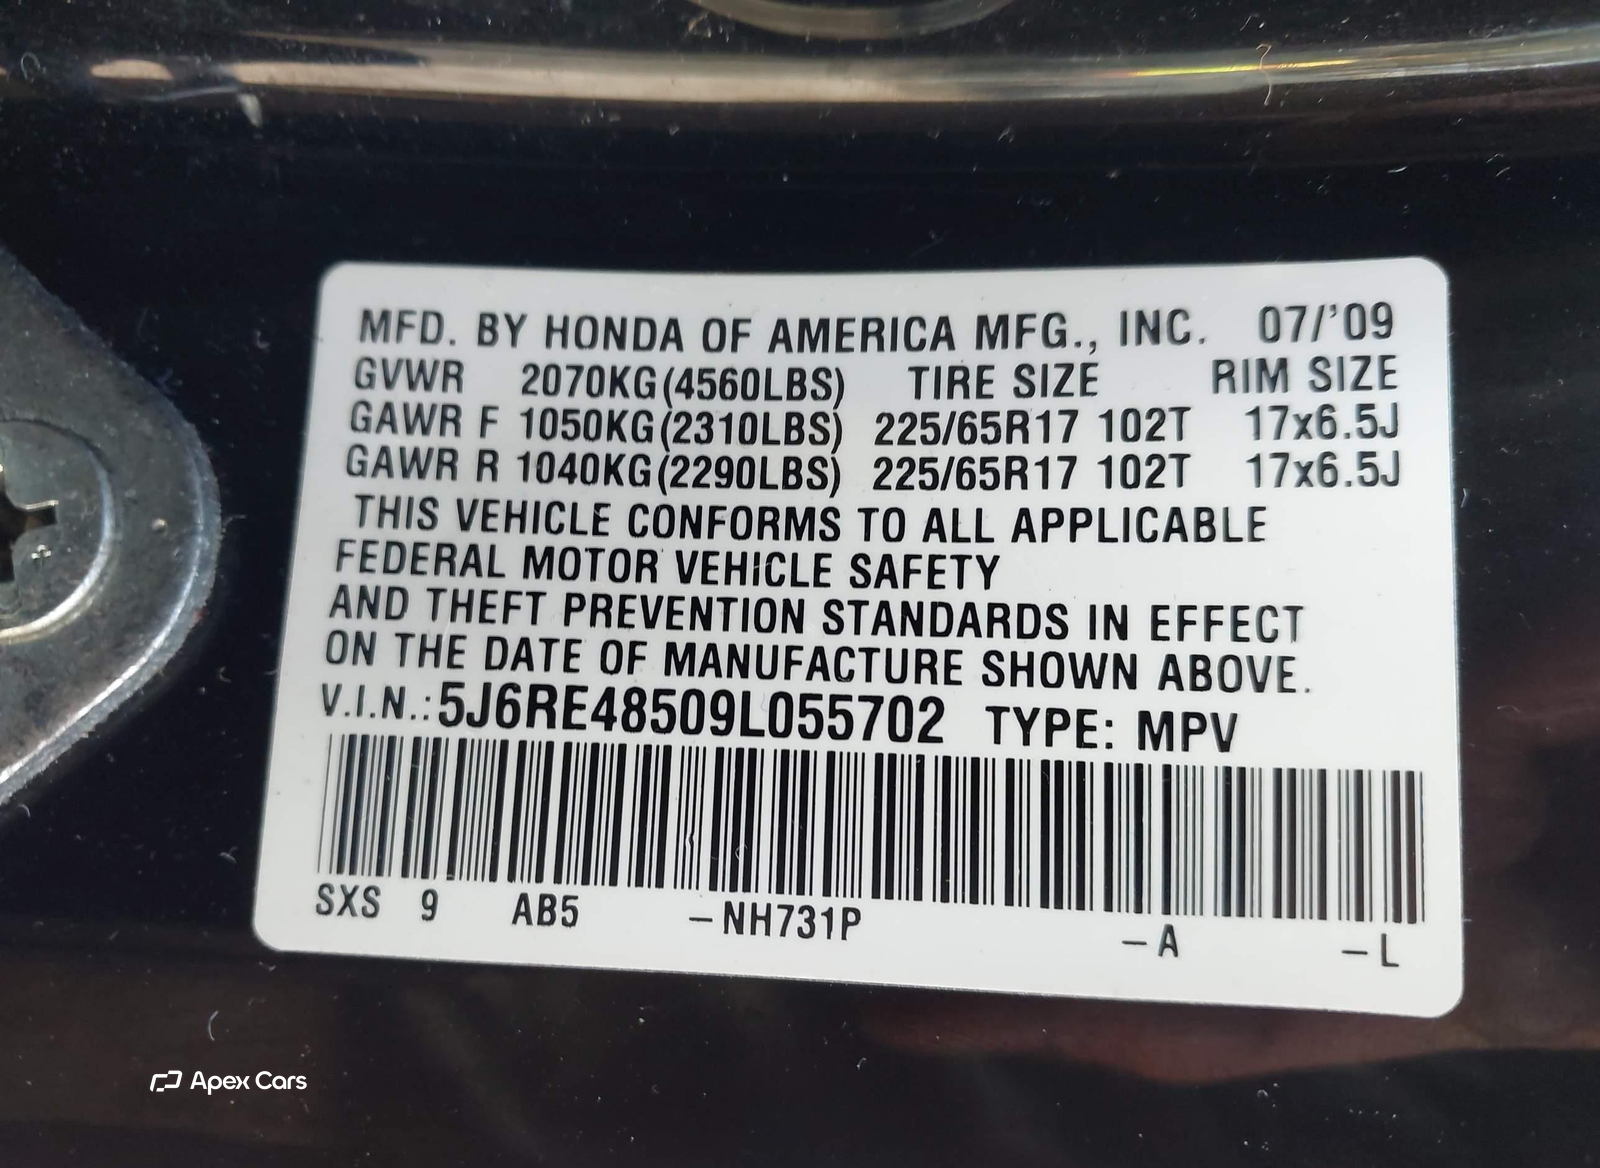 MFD. BY HONDA OF AMERICA MFG., INC. 07/'09
GVWR 2070KG(4560LBS) TIRE SIZE RIM SIZE
GAWR F 1050KG(2310LBS) 225/65R17 102T 17x6.5J
GAWR R 1040KG(2290LBS) 225/65R17 102T 17x6.5J
THIS VEHICLE CONFORMS TO ALL APPLICABLE
FEDERAL MOTOR VEHICLE SAFETY
AND THEFT PREVENTION STANDARDS IN EFFECT
ON THE DATE OF MANUFACTURE SHOWN ABOVE.
V.I.N.: 5J6RE48509L055702 TYPE: MPV
SXS 9 AB5 -NH731P -A -L
Apex Cars